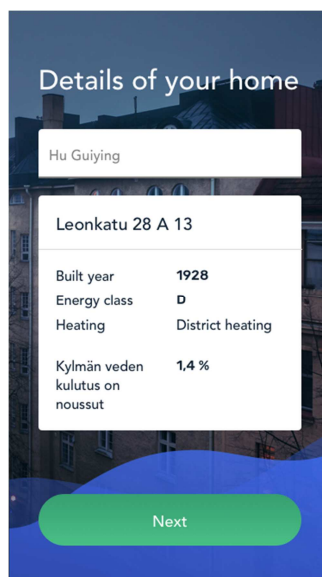 Details of your home
Hu Guiying
Leonkatu 28 A 13
Built year 1928
Energy class D
Heating District heating
Kylmän veden 1,4 %
kulutus on
noussut
Next